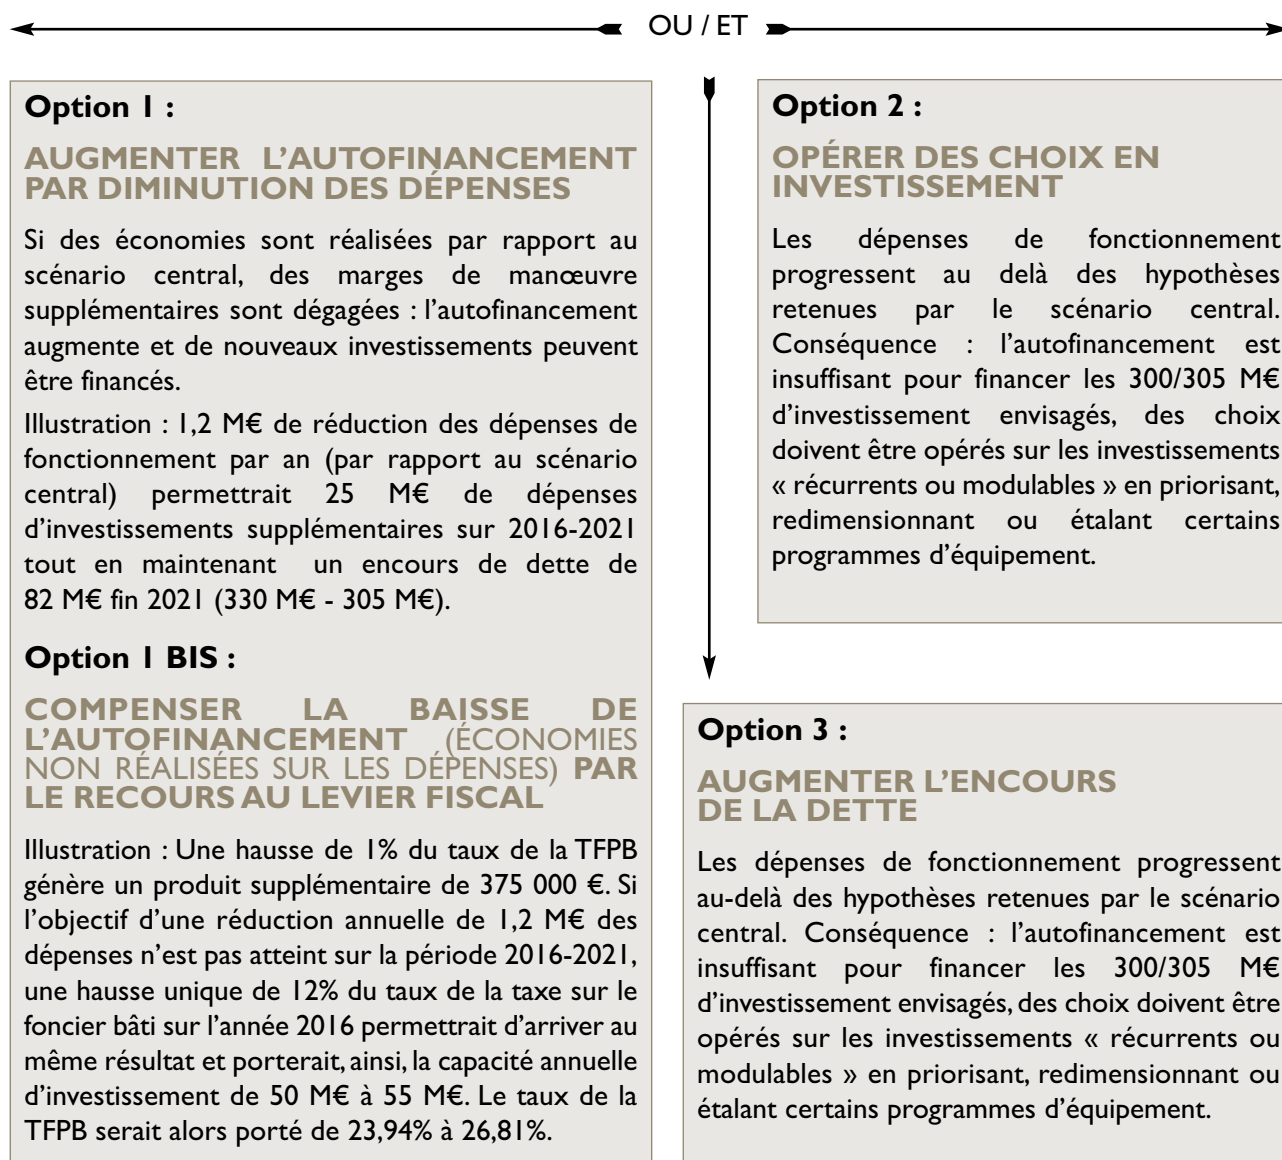 OU / ET
Option 1 :
AUGMENTER L’AUTOFINANCEMENT
PAR DIMINUTION DES DÉPENSES
Si des économies sont réalisées par rapport au
scénario central, des marges de manœuvre
supplémentaires sont dégagées : l’autofinancement
augmente et de nouveaux investissements peuvent
être financés.
Illustration : 1,2 M€ de réduction des dépenses de
fonctionnement par an (par rapport au scénario
central) permettrait 25 M€ de dépenses
d’investissements supplémentaires sur 2016-2021
tout en maintenant un encours de dette de
82 M€ fin 2021 (330 M€ - 305 M€).
Option 1 BIS :
COMPENSER LA BAISSE DE
L’AUTOFINANCEMENT (ÉCONOMIES
NON RÉALISÉES SUR LES DÉPENSES) PAR
LE RECOURS AU LEVIER FISCAL
Illustration : Une hausse de 1% du taux de la TFPB
génère un produit supplémentaire de 375 000 €. Si
l’objectif d’une réduction annuelle de 1,2 M€ des
dépenses n’est pas atteint sur la période 2016-2021,
une hausse unique de 12% du taux de la taxe sur le
foncier bâti sur l’année 2016 permettrait d’arriver au
même résultat et porterait, ainsi, la capacité annuelle
d’investissement de 50 M€ à 55 M€. Le taux de la
TFPB serait alors porté de 23,94% à 26,81%.
Option 2 :
OPÉRER DES CHOIX EN
INVESTISSEMENT
Les dépenses de fonctionnement
progressent au delà des hypothèses
retenues par le scénario central.
Conséquence : l’autofinancement est
insuffisant pour financer les 300/305 M€
d’investissement envisagés, des choix
doivent être opérés sur les investissements
« récurrents ou modulables » en priorisant,
redimensionnant ou étalant certains
programmes d’équipement.
Option 3 :
AUGMENTER L’ENCOURS
DE LA DETTE
Les dépenses de fonctionnement progressent
au-delà des hypothèses retenues par le scénario
central. Conséquence : l’autofinancement est
insuffisant pour financer les 300/305 M€
d’investissement envisagés, des choix doivent être
opérés sur les investissements « récurrents ou
modulables » en priorisant, redimensionnant ou
étalant certains programmes d’équipement.